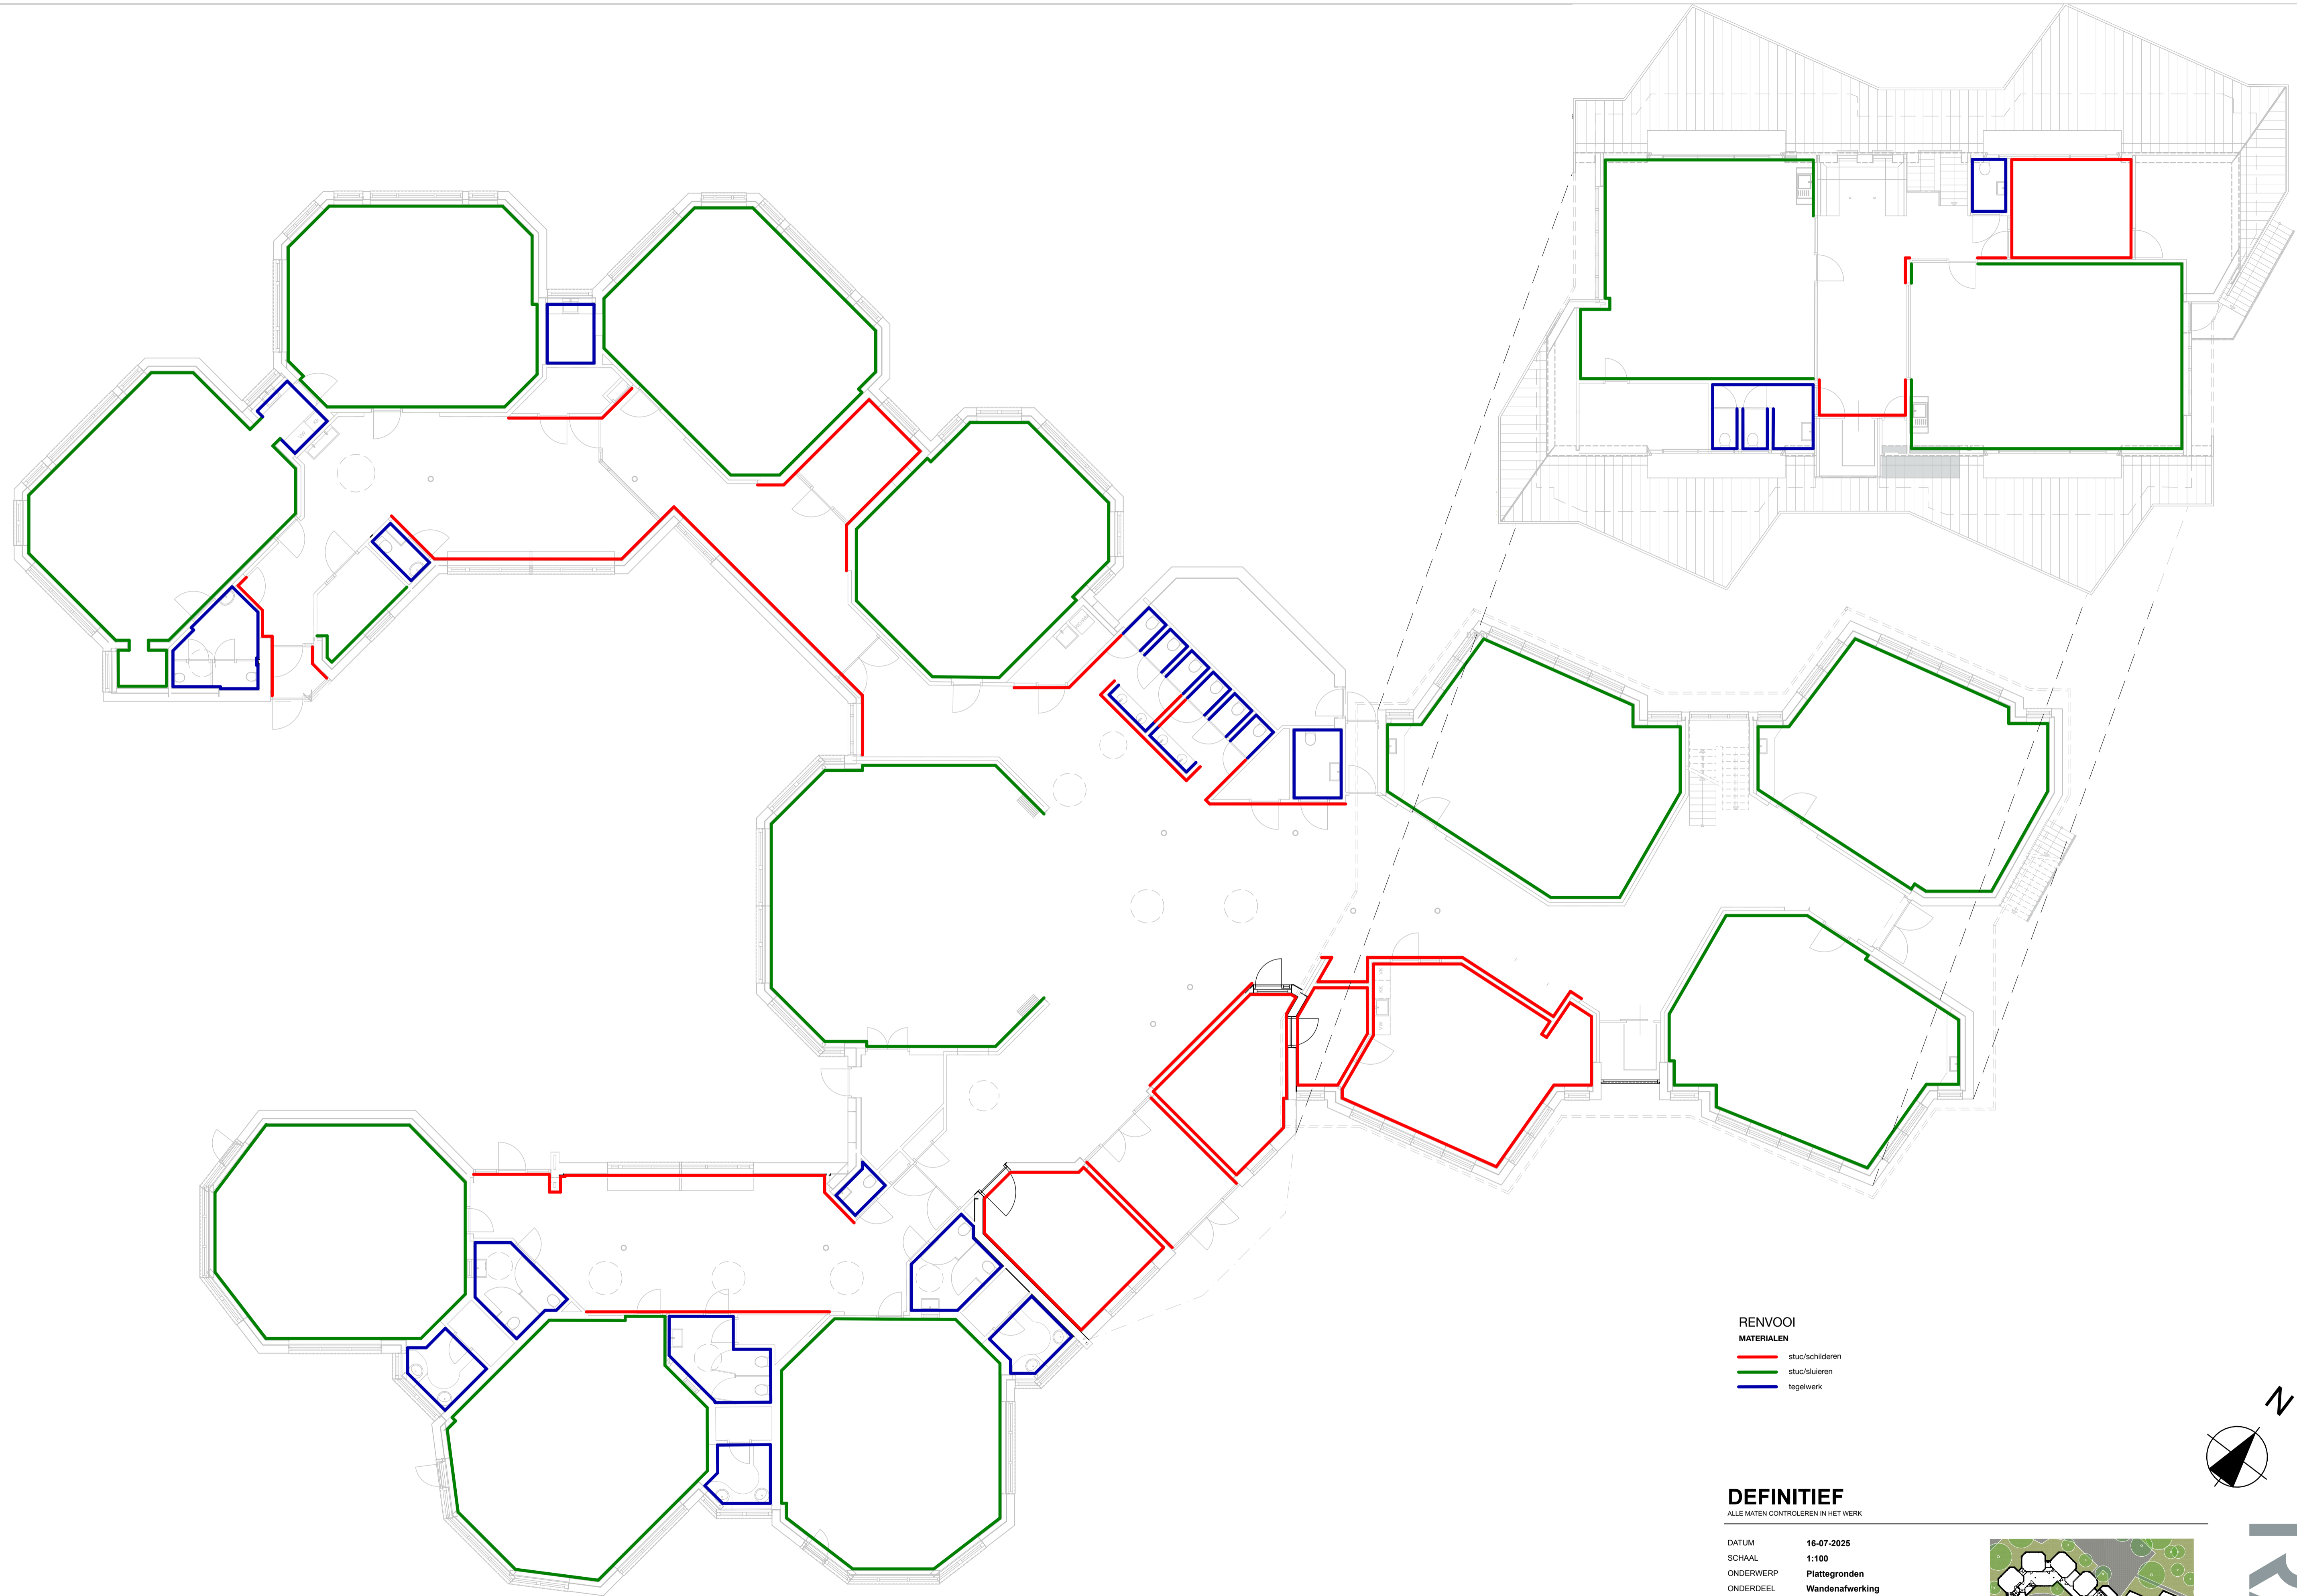 RENVOOI
MATERIALEN
stuc/schilderen
stuc/sluieren
tegelwerk
N
DEFINITIEF
ALLE MATEN CONTROLEREN IN HET WERK
DATUM 16-07-2025
SCHAAL 1:100
ONDERWERP Plattegronden
ONDERDEEL Wandenafwerking